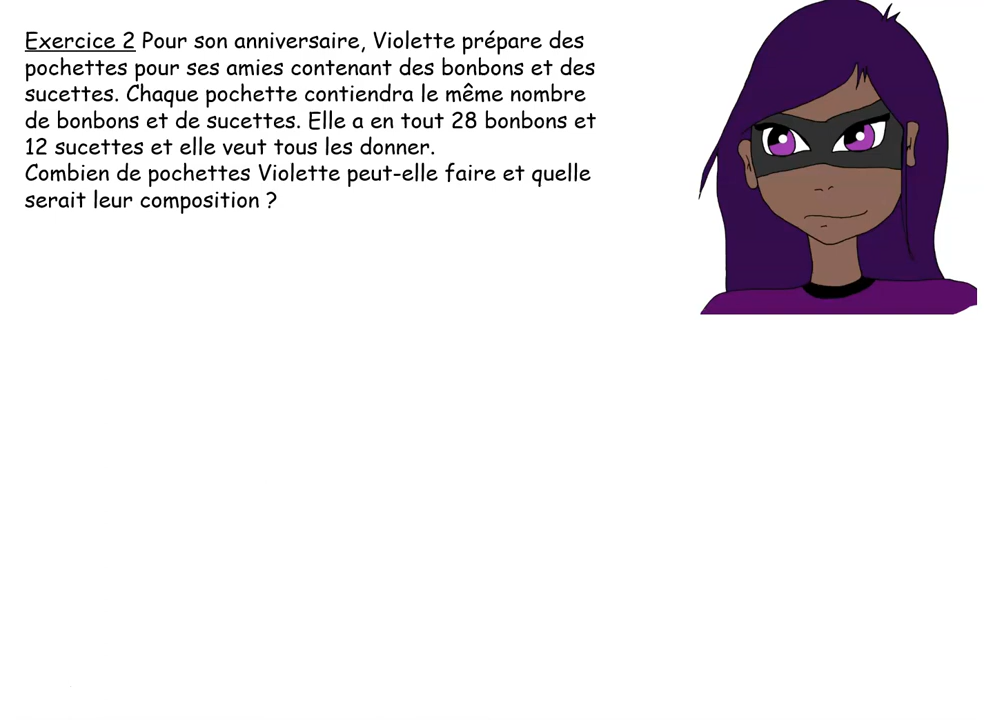 Exercice 2 Pour son anniversaire, Violette prépare des
pochettes pour ses amies contenant des bonbons et des
sucettes. Chaque pochette contiendra le même nombre
de bonbons et de sucettes. Elle a en tout 28 bonbons et
12 sucettes et elle veut tous les donner.
Combien de pochettes Violette peut-elle faire et quelle
serait leur composition ?